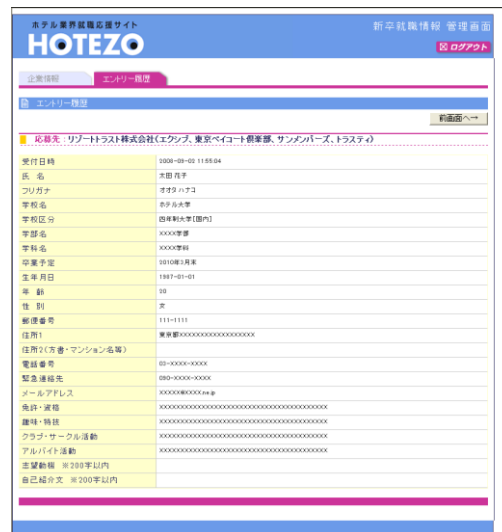 ホテル業界就職応援サイト
HOTEZO
新卒就職情報 管理画面
ログアウト
企業情報 エントリー履歴
エントリー履歴
前画面へ→
応募先：リゾートトラスト株式会社(エクシブ、東京ベイコート倶楽部、サンメンバーズ、トラスティ)
受付日時 2008-09-03 11:55:04
氏 名 太田 花子
フリガナ オオタ ハナコ
学校名 ホテル大学
学校区分 四年制大学[国内]
学部名 XXXX学部
学科名 XXXX学科
卒業予定 2010年3月末
生年月日 1987-01-01
年 齢 20
性 別 女
郵便番号 111-1111
住所1 東京都XXXXXXXXXXXXXXXXXX
住所2(方書・マンション名等)
電話番号 03-XXXX-XXXX
緊急連絡先 090-XXXX-XXXX
メールアドレス XXXXX@XXXX.ne.jp
免許・資格 XXXXXXXXXXXXXXXXXXXXXXXXXXXXXXXXXXXXXXXX
趣味・特技 XXXXXXXXXXXXXXXXXXXXXXXXXXXXXXXXXXXXXXXX
クラブ・サークル活動 XXXXXXXXXXXXXXXXXXXXXXXXXXXXXXXXXXXXXXXX
アルバイト活動 XXXXXXXXXXXXXXXXXXXXXXXXXXXXXXXXXXXXXXXX
志望動機 ※200字以内
自己紹介文 ※200字以内